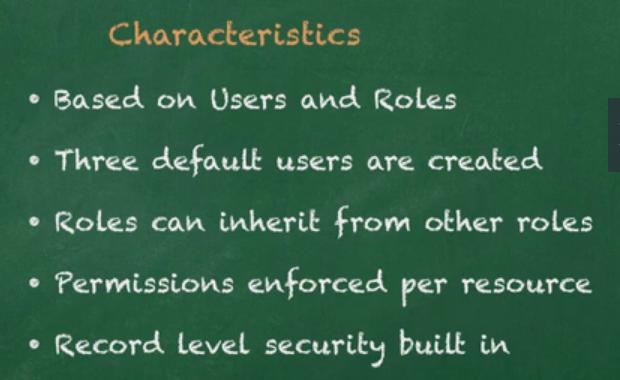 Characteristics
• Based on Users and Roles
• Three default users are created
• Roles can inherit from other roles
• Permissions enforced per resource
• Record level security built in